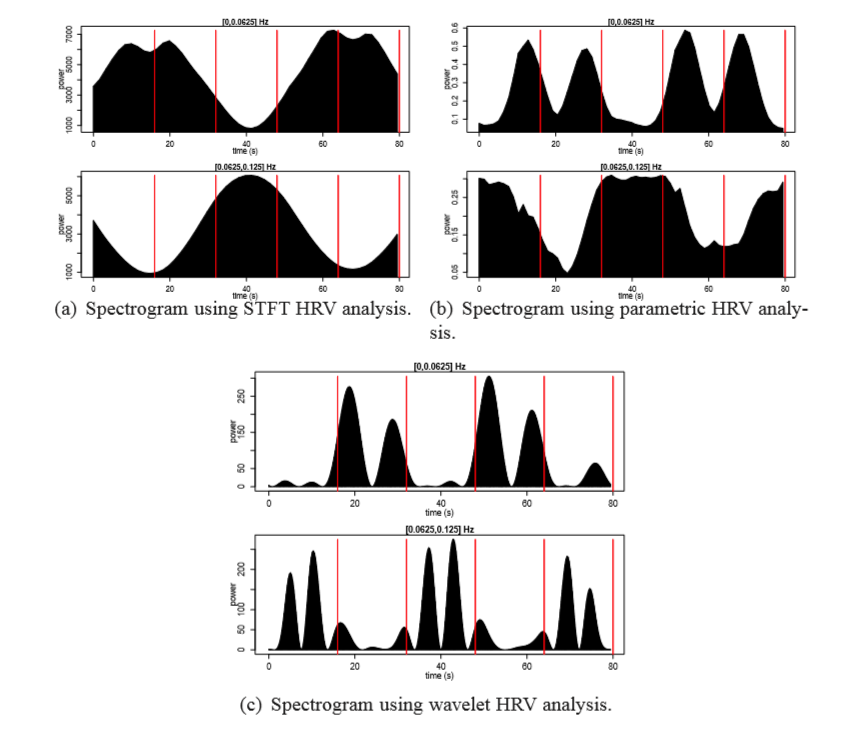 [0,0.0625] Hz
power
1000 3000 5000 7000
0 20 40 60 80
time (s)
[0.0625,0.125] Hz
power
1000 3000 5000
0 20 40 60 80
time (s)
(a) Spectrogram using STFT HRV analysis.
[0,0.0625] Hz
power
0.1 0.2 0.3 0.4 0.5 0.6
0 20 40 60 80
time (s)
[0.0625,0.125] Hz
power
0.05 0.15 0.25
0 20 40 60 80
time (s)
(b) Spectrogram using parametric HRV analy-
sis.
[0,0.0625] Hz
power
0 50 150 250
0 20 40 60 80
time (s)
[0.0625,0.125] Hz
power
0 50 100 200
0 20 40 60 80
time (s)
(c) Spectrogram using wavelet HRV analysis.